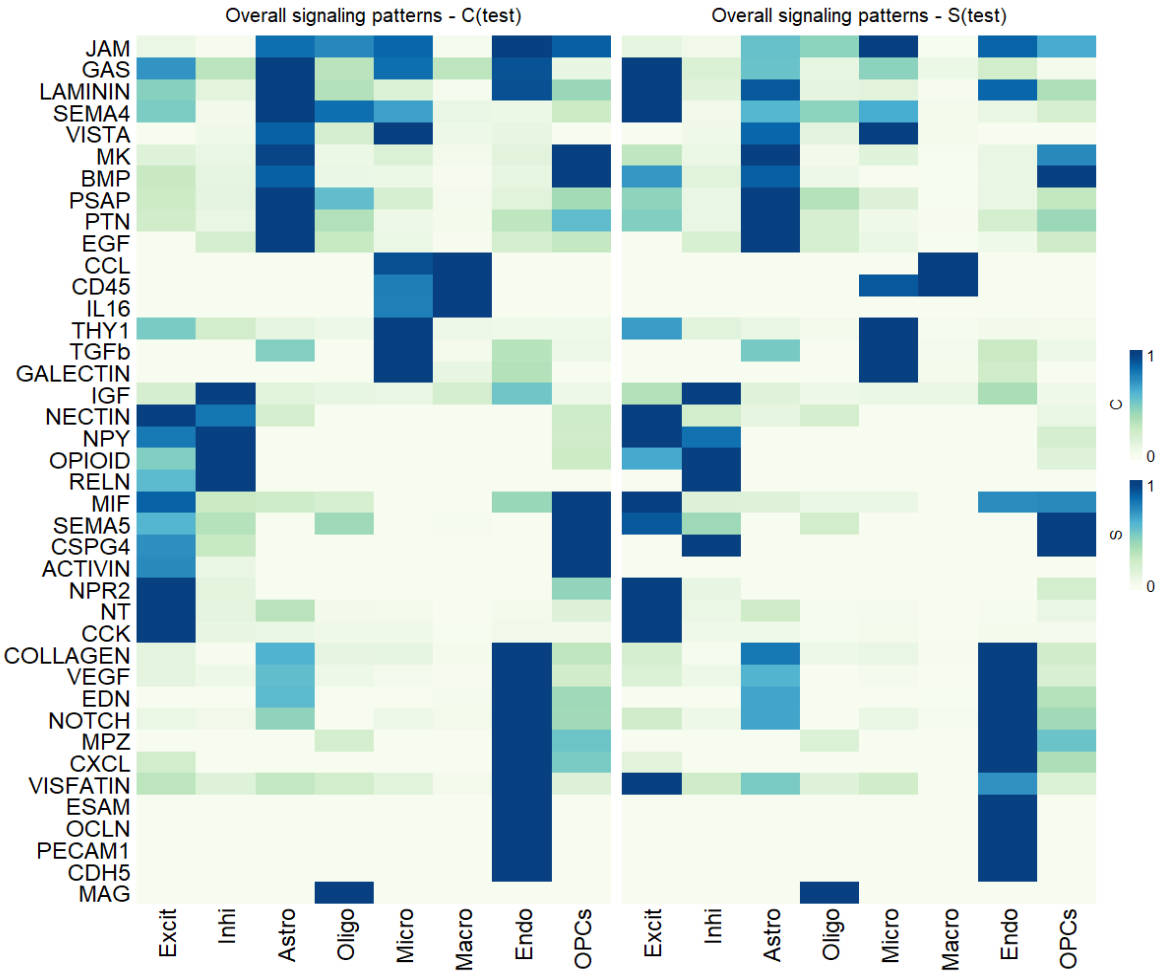 Overall signaling patterns - C(test)
Overall signaling patterns - S(test)
JAM
GAS
LAMININ
SEMA4
VISTA
MK
BMP
PSAP
PTN
EGF
CCL
CD45
IL16
THY1
TGFb
GALECTIN
IGF
NECTIN
NPY
OPIOID
RELN
MIF
SEMA5
CSPG4
ACTIVIN
NPR2
NT
CCK
COLLAGEN
VEGF
EDN
NOTCH
MPZ
CXCL
VISFATIN
ESAM
OCLN
PECAM1
CDH5
MAG
Excit
Inhi
Astro
Oligo
Micro
Macro
Endo
OPCs
Excit
Inhi
Astro
Oligo
Micro
Macro
Endo
OPCs
1
C
0
1
S
0